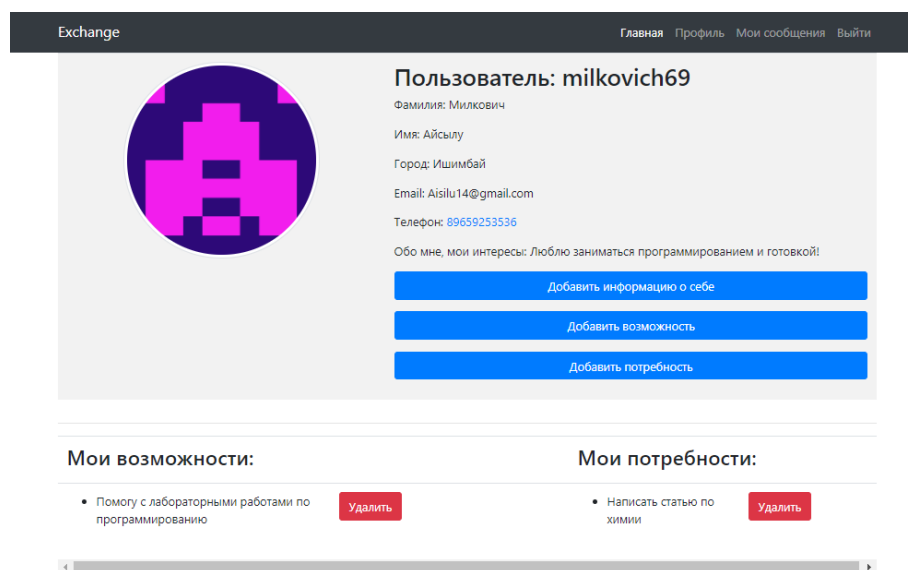 Exchange
Главная Профиль Мои сообщения Выйти
Пользователь: milkovich69
Фамилия: Милкович
Имя: Айсылу
Город: Ишимбай
Email: Aisilu14@gmail.com
Телефон: 89659253536
Обо мне, мои интересы: Люблю заниматься программированием и готовкой!
Добавить информацию о себе
Добавить возможность
Добавить потребность
Мои возможности:
Мои потребности:
• Помогу с лабораторными работами по
программированию
Удалить
• Написать статью по
химии
Удалить